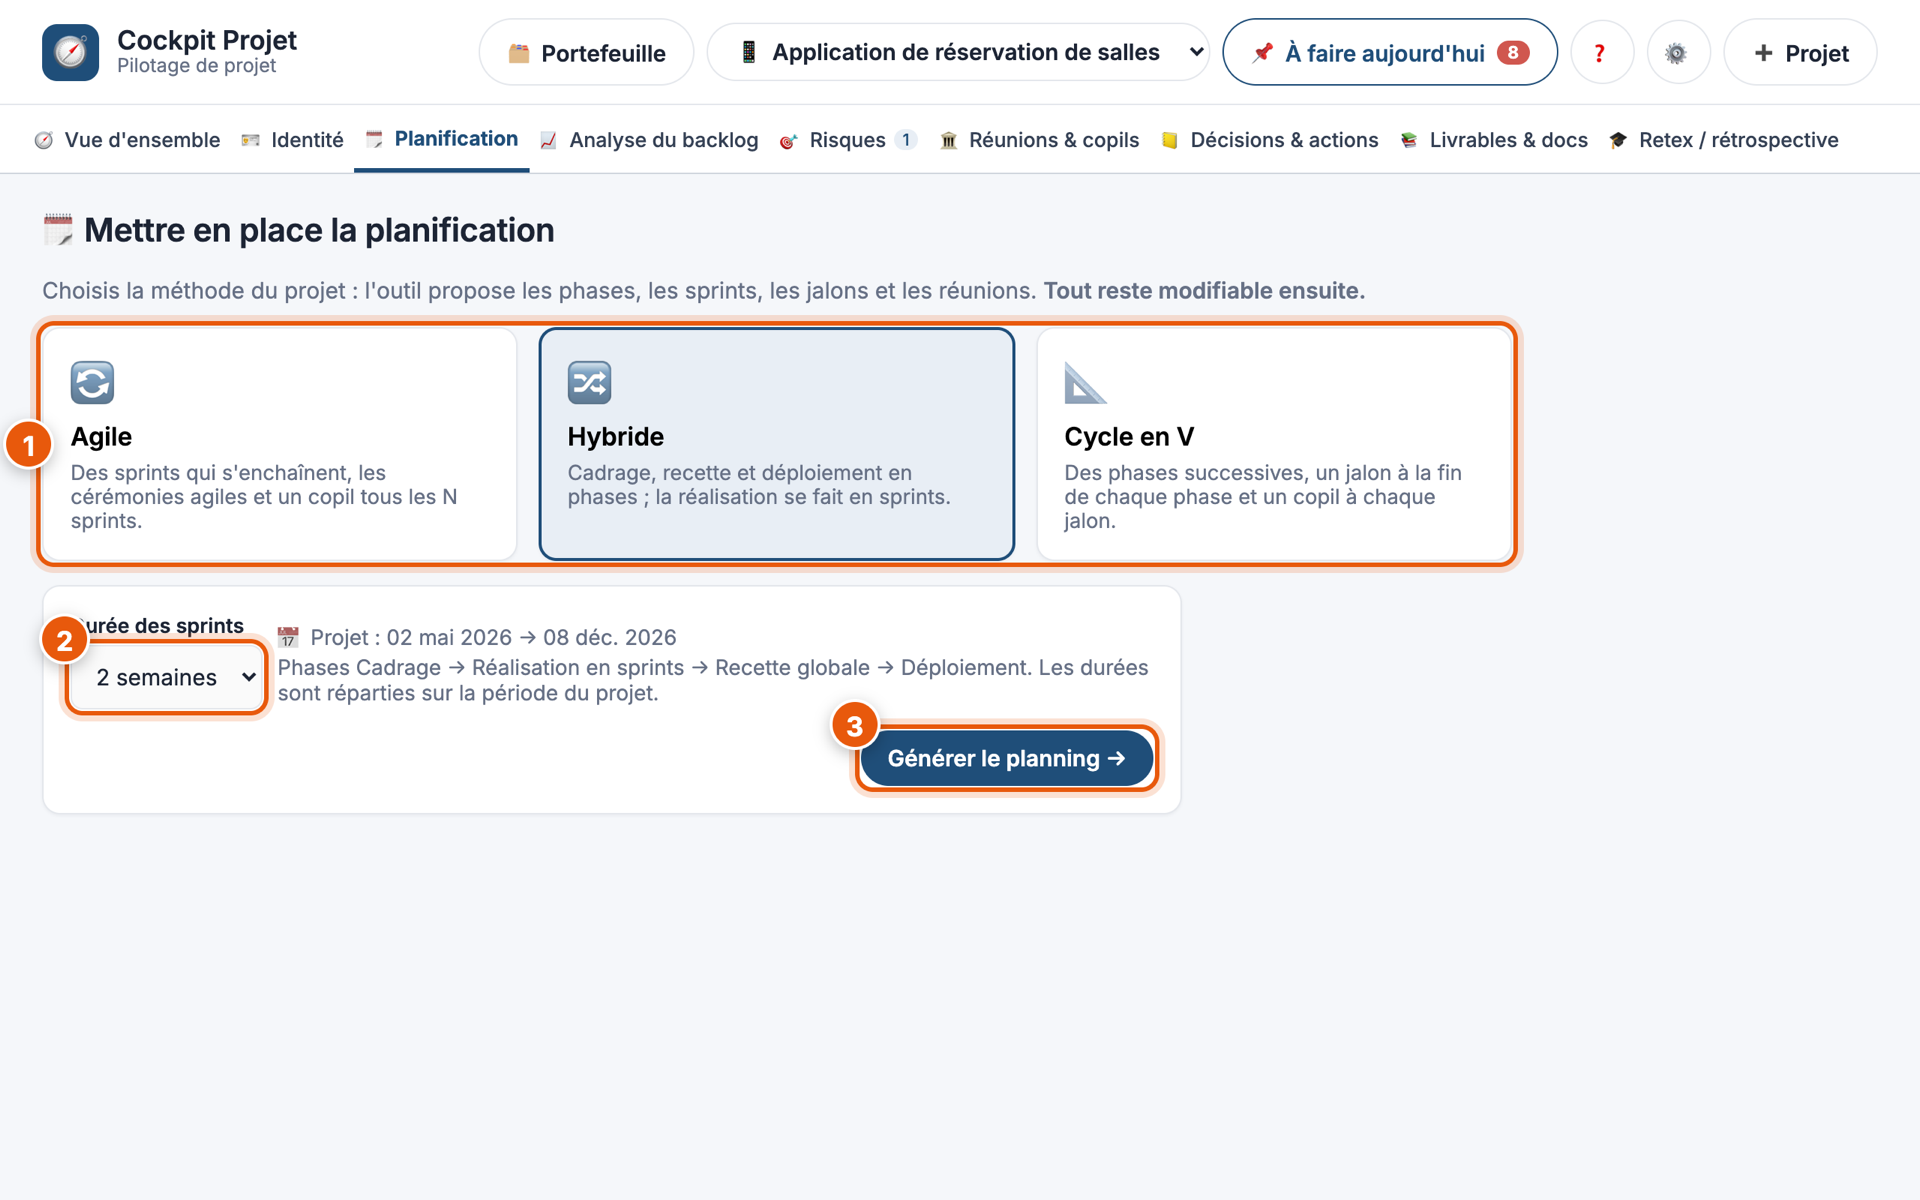 Cockpit Projet
Pilotage de projet
Portefeuille
Application de réservation de salles
À faire aujourd'hui 8
?
+ Projet
Vue d'ensemble
Identité
Planification
Analyse du backlog
Risques 1
Réunions & copils
Décisions & actions
Livrables & docs
Retex / rétrospective
Mettre en place la planification
Choisis la méthode du projet : l'outil propose les phases, les sprints, les jalons et les réunions. Tout reste modifiable ensuite.
1
Agile
Des sprints qui s'enchaînent, les
cérémonies agiles et un copil tous les N
sprints.
Hybride
Cadrage, recette et déploiement en
phases ; la réalisation se fait en sprints.
Cycle en V
Des phases successives, un jalon à la fin
de chaque phase et un copil à chaque
jalon.
2
urée des sprints
2 semaines
17
Projet : 02 mai 2026 → 08 déc. 2026
Phases Cadrage → Réalisation en sprints → Recette globale → Déploiement. Les durées
sont réparties sur la période du projet.
3
Générer le planning →